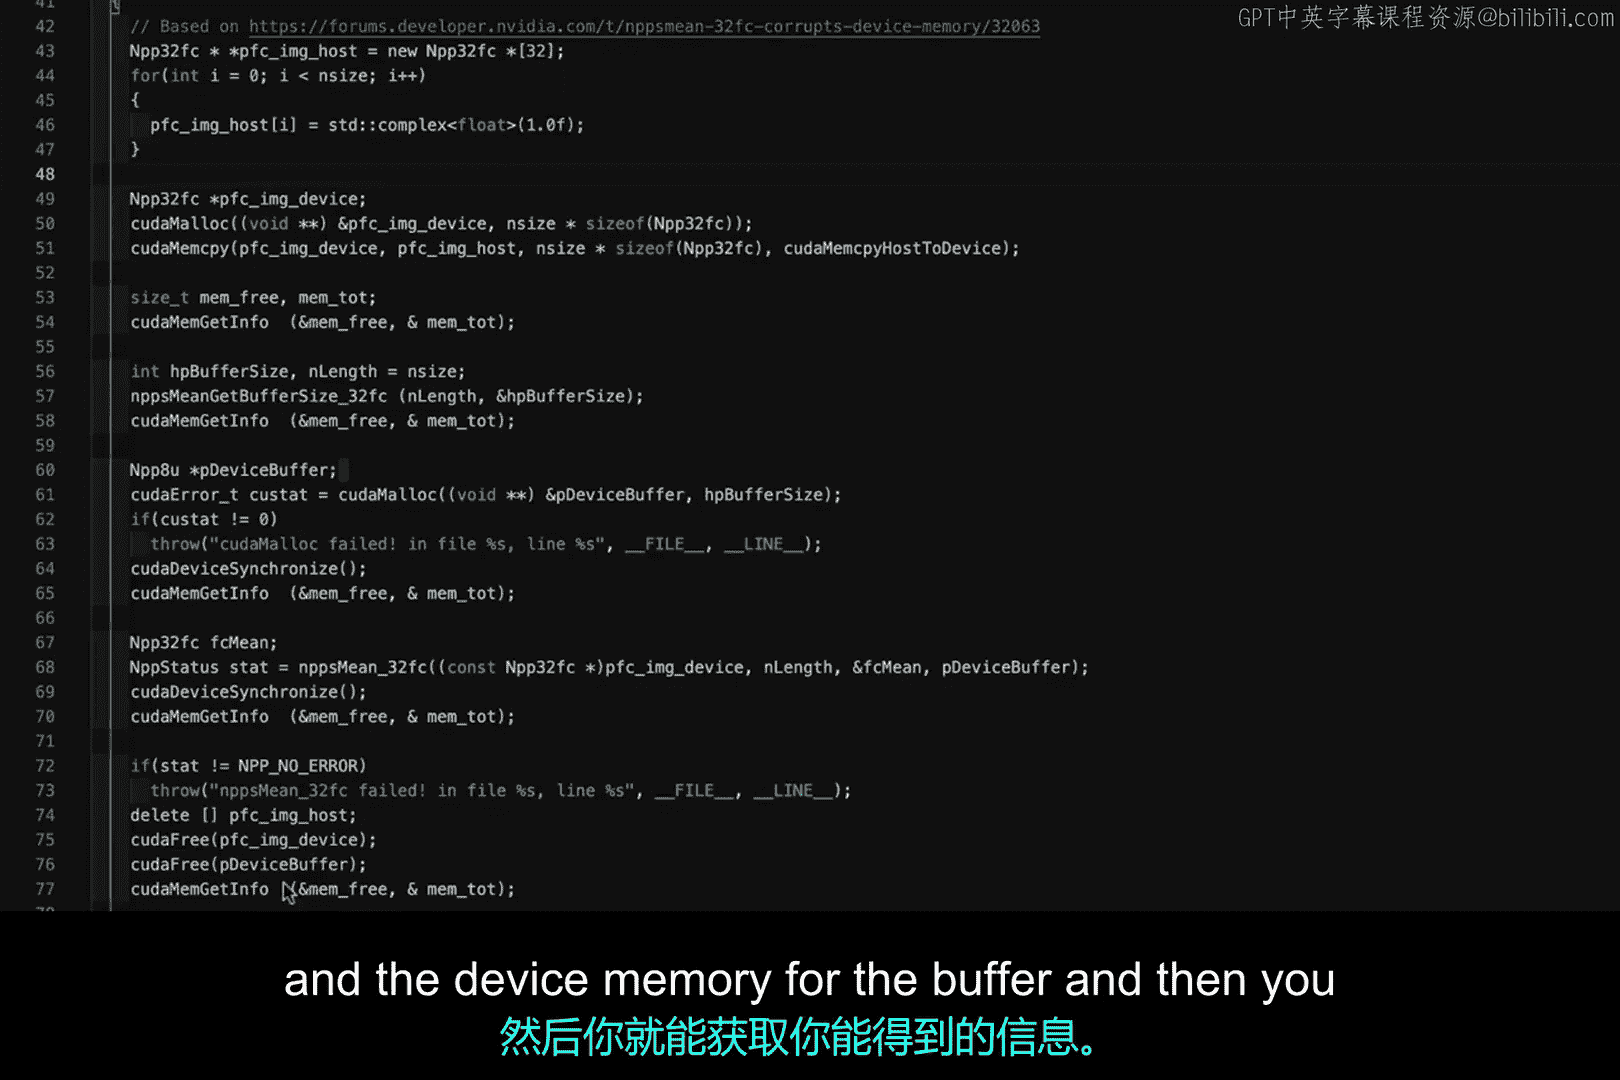 GPT中英字幕课程资源@bilibili.com
41 {
42 // Based on https://forums.developer.nvidia.com/t/nppsmean-32fc-corrupts-device-memory/32063
43 Npp32fc * *pfc_img_host = new Npp32fc *[32];
44 for(int i = 0; i < nsize; i++)
45 {
46 pfc_img_host[i] = std::complex<float>(1.0f);
47 }
48
49 Npp32fc *pfc_img_device;
50 cudaMalloc((void **) &pfc_img_device, nsize * sizeof(Npp32fc));
51 cudaMemcpy(pfc_img_device, pfc_img_host, nsize * sizeof(Npp32fc), cudaMemcpyHostToDevice);
52
53 size_t mem_free, mem_tot;
54 cudaMemGetInfo  (&mem_free, & mem_tot);
55
56 int hpBufferSize, nLength = nsize;
57 nppsMeanGetBufferSize_32fc (nLength, &hpBufferSize);
58 cudaMemGetInfo  (&mem_free, & mem_tot);
59
60 Npp8u *pDeviceBuffer;
61 cudaError_t custat = cudaMalloc((void **) &pDeviceBuffer, hpBufferSize);
62 if(custat != 0)
63 throw("cudaMalloc failed! in file %s, line %s", __FILE__, __LINE__);
64 cudaDeviceSynchronize();
65 cudaMemGetInfo  (&mem_free, & mem_tot);
66
67 Npp32fc fcMean;
68 NppStatus stat = nppsMean_32fc((const Npp32fc *)pfc_img_device, nLength, &fcMean, pDeviceBuffer);
69 cudaDeviceSynchronize();
70 cudaMemGetInfo  (&mem_free, & mem_tot);
71
72 if(stat != NPP_NO_ERROR)
73 throw("nppsMean_32fc failed! in file %s, line %s", __FILE__, __LINE__);
74 delete [] pfc_img_host;
75 cudaFree(pfc_img_device);
76 cudaFree(pDeviceBuffer);
77 cudaMemGetInfo  (&mem_free, & mem_tot);
and the device memory for the buffer and then you
然后你就能获取你能得到的信息。